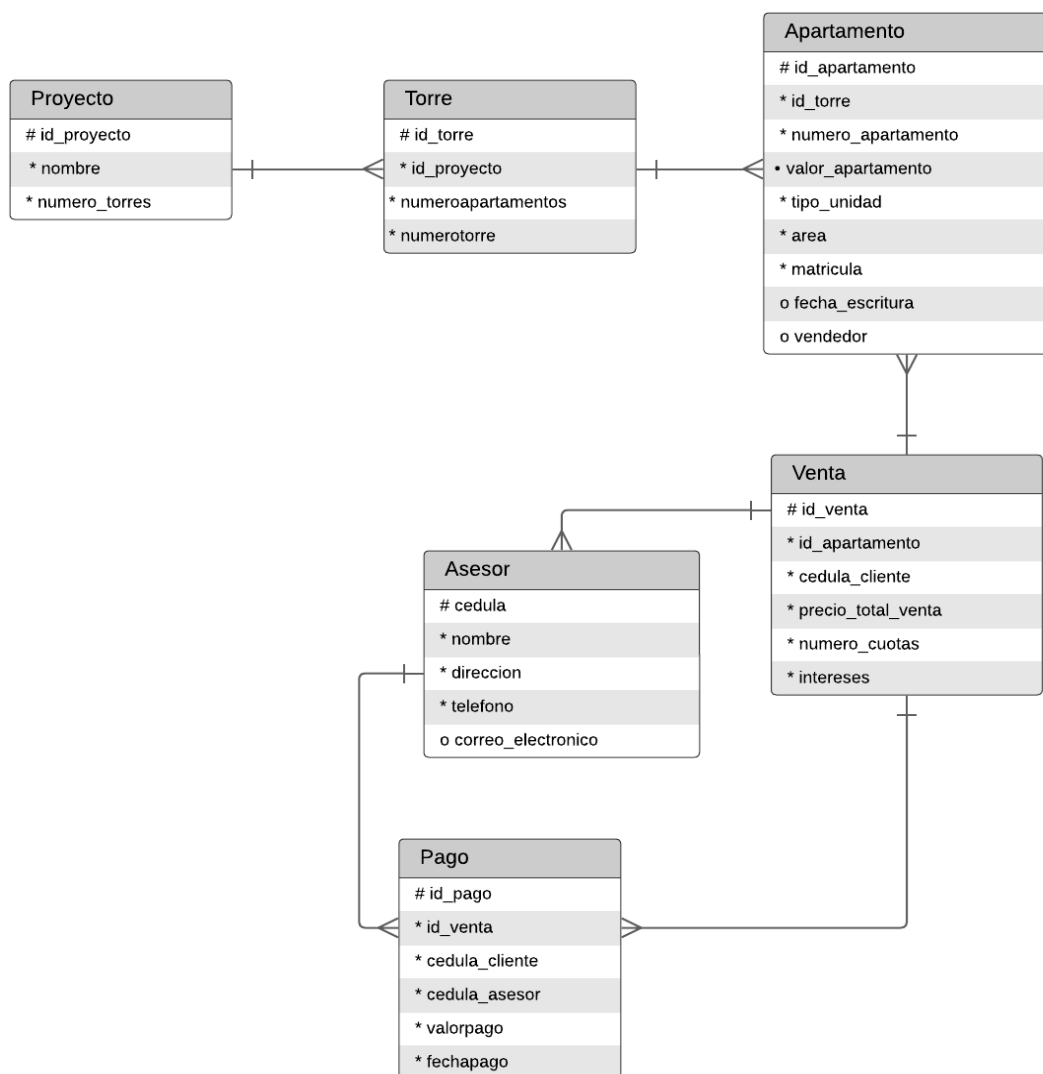 Proyecto
# id_proyecto
* nombre
* numero_torres
Torre
# id_torre
* id_proyecto
* numeroapartamentos
* numerotorre
Apartamento
# id_apartamento
* id_torre
* numero_apartamento
• valor_apartamento
* tipo_unidad
* area
* matricula
o fecha_escritura
o vendedor
Venta
# id_venta
* id_apartamento
* cedula_cliente
* precio_total_venta
* numero_cuotas
* intereses
Asesor
# cedula
* nombre
* direccion
* telefono
o correo_electronico
Pago
# id_pago
* id_venta
* cedula_cliente
* cedula_asesor
* valorpago
* fechapago